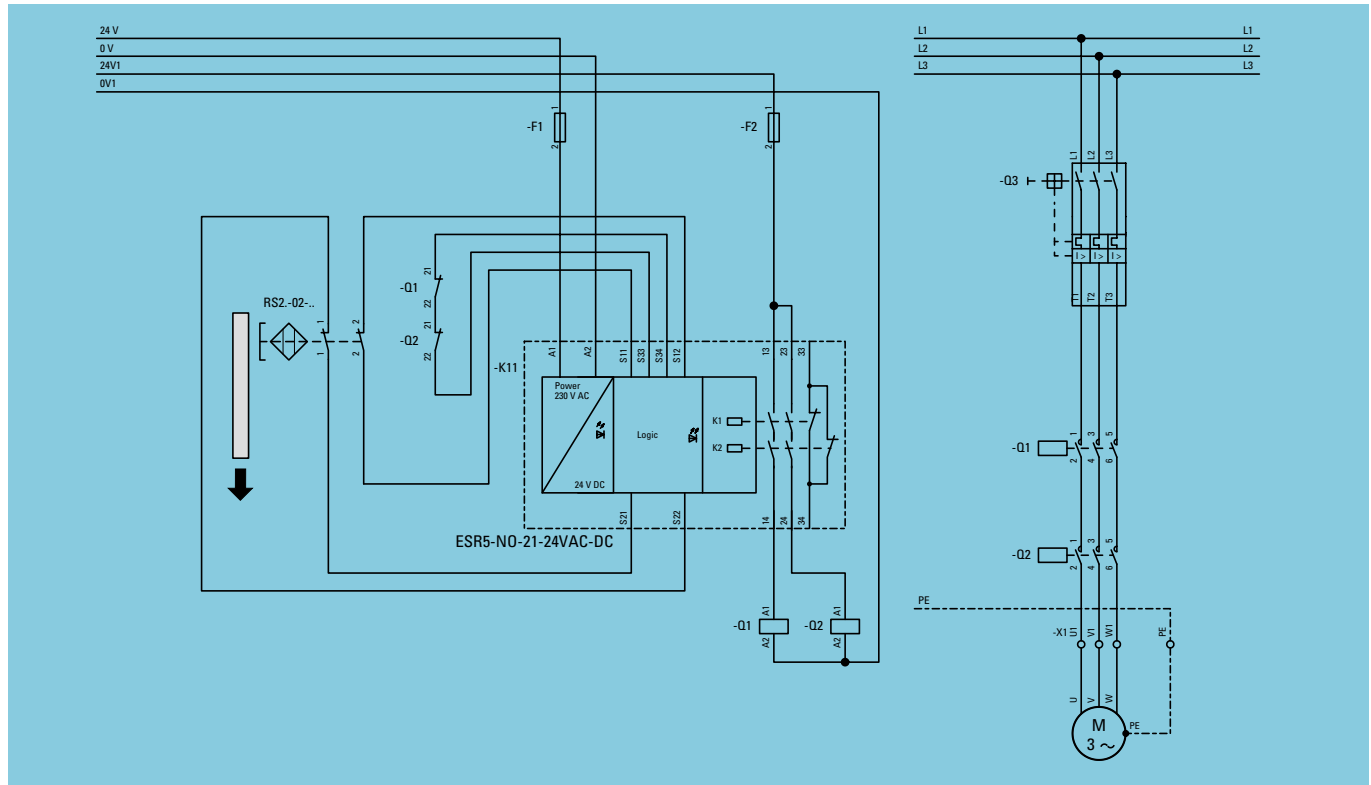 24 V
0 V
24V1
0V1
L1 L1
L2 L2
L3 L3
-F1 1 2
-F2 1 2
L1 L2 L3
-Q3
I > I > I >
T1 T2 T3
RS2.-02-..
1 2
1 2
-Q1 21 22
-Q2 21 22
-K11
A1 A2 S11 S33 S34 S12 13 23 33
Power
230 V AC
Logic
K1
K2
24 V DC
S21 S22 14 24 34
ESR5-NO-21-24VAC-DC
-Q1 A1 A2
-Q2 A1 A2
-Q1 1 3 5
2 4 6
-Q2 1 3 5
2 4 6
PE
-X1 U1 V1 W1 PE
U V W
M
3 ~
PE